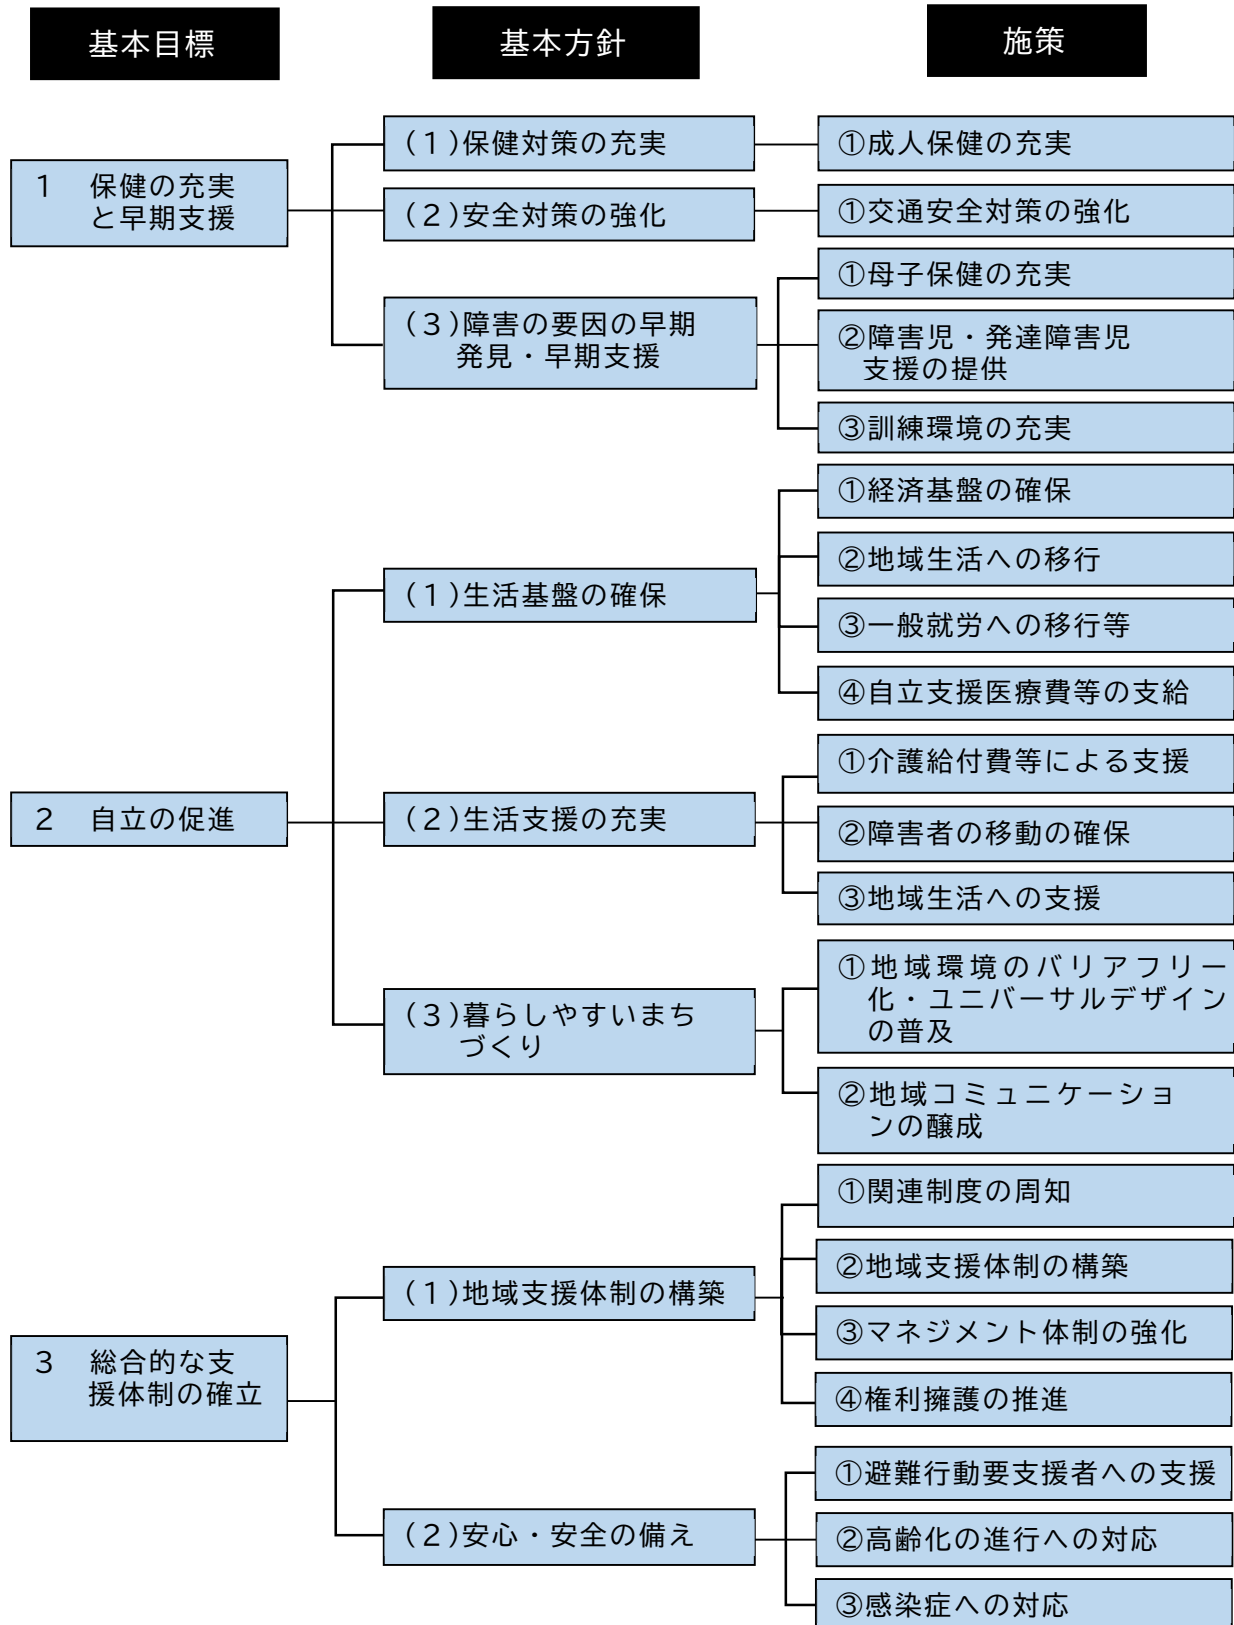 基本目標
基本方針
施策
1　保健の充実
と早期支援
(1)保健対策の充実
①成人保健の充実
(2)安全対策の強化
①交通安全対策の強化
(3)障害の要因の早期
発見・早期支援
①母子保健の充実
②障害児・発達障害児
支援の提供
③訓練環境の充実
2　自立の促進
(1)生活基盤の確保
①経済基盤の確保
②地域生活への移行
③一般就労への移行等
④自立支援医療費等の支給
(2)生活支援の充実
①介護給付費等による支援
②障害者の移動の確保
③地域生活への支援
(3)暮らしやすいまち
づくり
①地域環境のバリアフリー
化・ユニバーサルデザイン
の普及
②地域コミュニケーショ
ンの醸成
3　総合的な支
援体制の確立
(1)地域支援体制の構築
①関連制度の周知
②地域支援体制の構築
③マネジメント体制の強化
④権利擁護の推進
(2)安心・安全の備え
①避難行動要支援者への支援
②高齢化の進行への対応
③感染症への対応